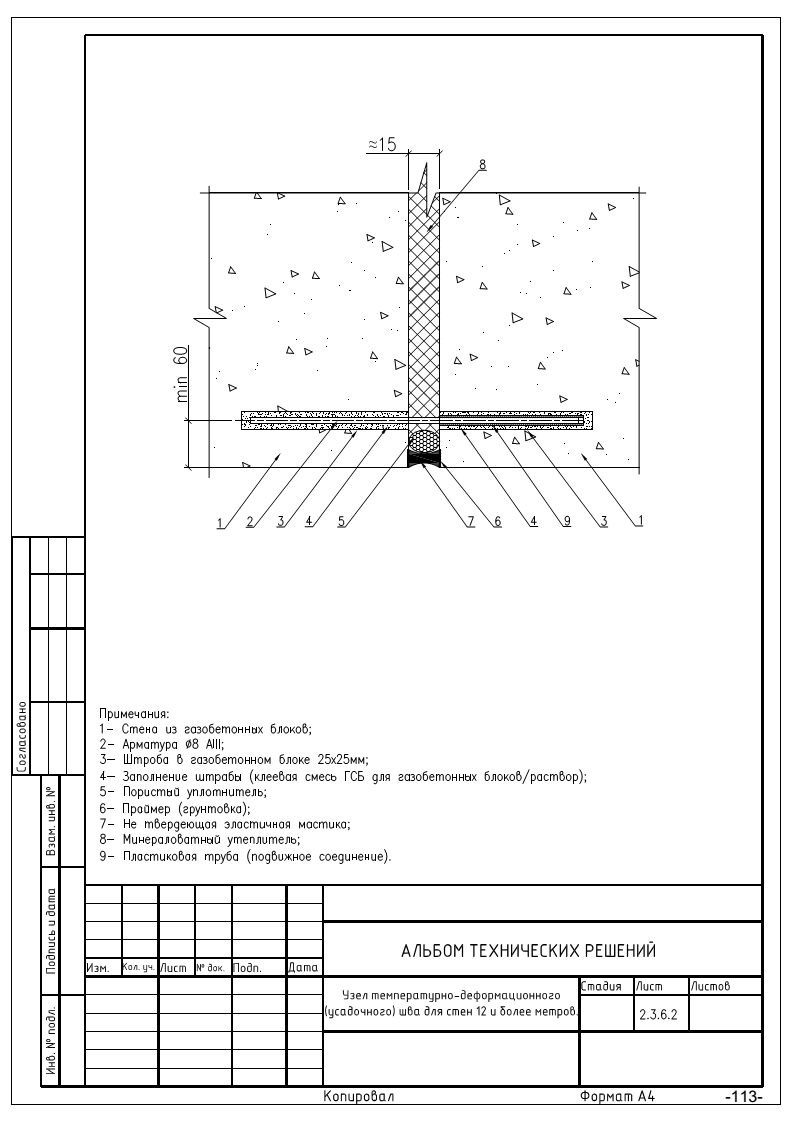 ≈15
8
min 60
1 2 3 4 5 7 6 4 9 3 1
Примечания:
1– Стена из газобетонных блоков;
2– Арматура Ø8 АIII;
3– Штроба в газобетонном блоке 25х25мм;
4– Заполнение штрабы (клеевая смесь ГСБ для газобетонных блоков/раствор);
5– Пористый уплотнитель;
6– Праймер (грунтовка);
7– Не твердеющая эластичная мастика;
8– Минераловатный утеплитель;
9– Пластиковая труба (подвижное соединение).
Согласовано
Взам. инв. №
Подпись и дата
Инв. № подл.
АЛЬБОМ ТЕХНИЧЕСКИХ РЕШЕНИЙ
Изм. Кол. уч. Лист № док. Подп. Дата
Узел температурно–деформационного
(усадочного) шва для стен 12 и более метров.
Стадия Лист Листов
2.3.6.2
Копировал Формат А4 -113-